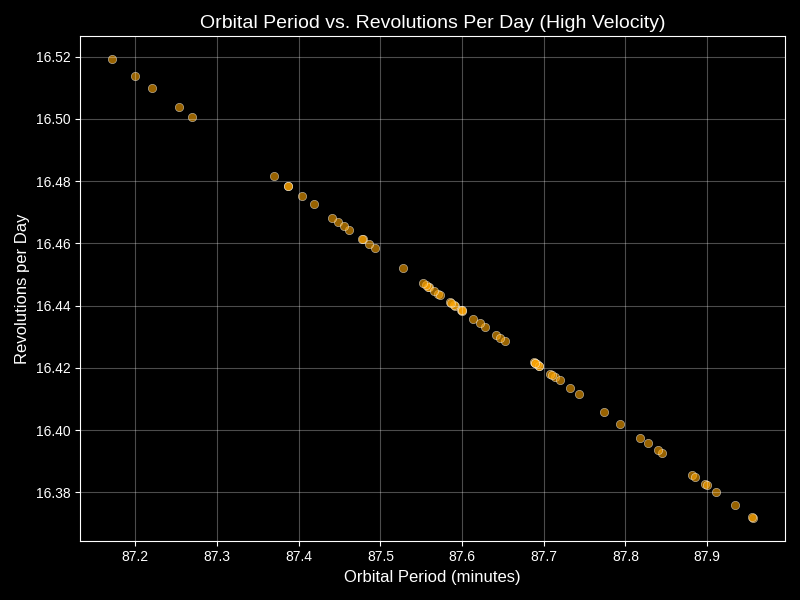 Orbital Period vs. Revolutions Per Day (High Velocity)
Revolutions per Day
16.52
16.50
16.48
16.46
16.44
16.42
16.40
16.38
87.2 87.3 87.4 87.5 87.6 87.7 87.8 87.9
Orbital Period (minutes)